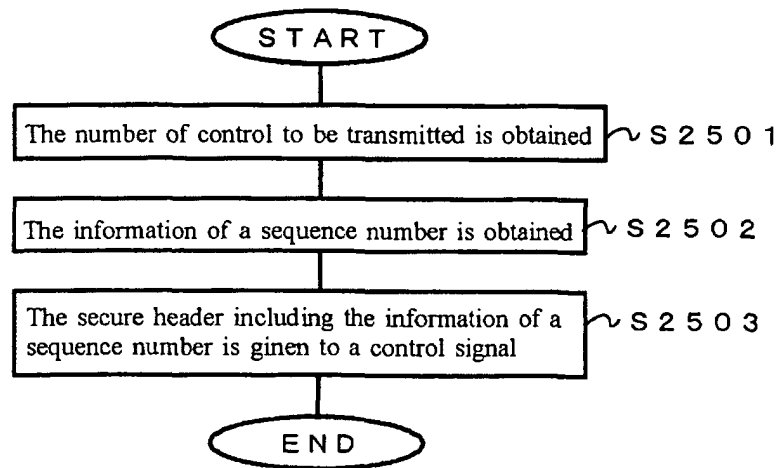 START
The number of control to be transmitted is obtained S2501
The information of a sequence number is obtained S2502
The secure header including the information of a
sequence number is ginen to a control signal S2503
END